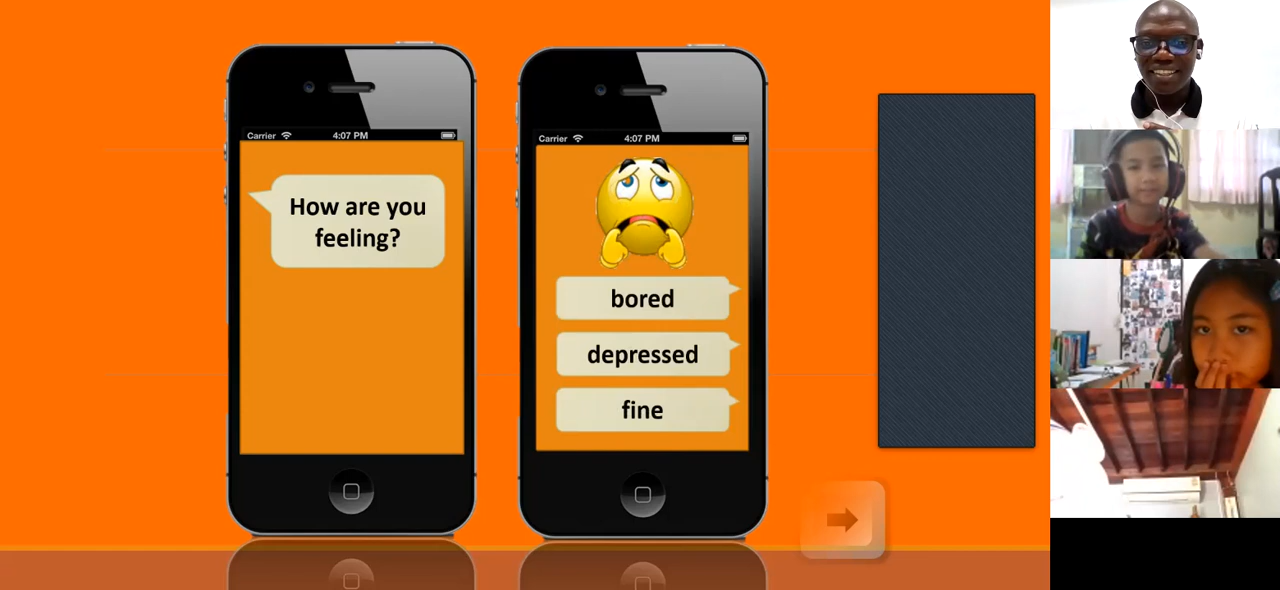 Carrier 4:07 PM
How are you
feeling?
Carrier 4:07 PM
bored
depressed
fine